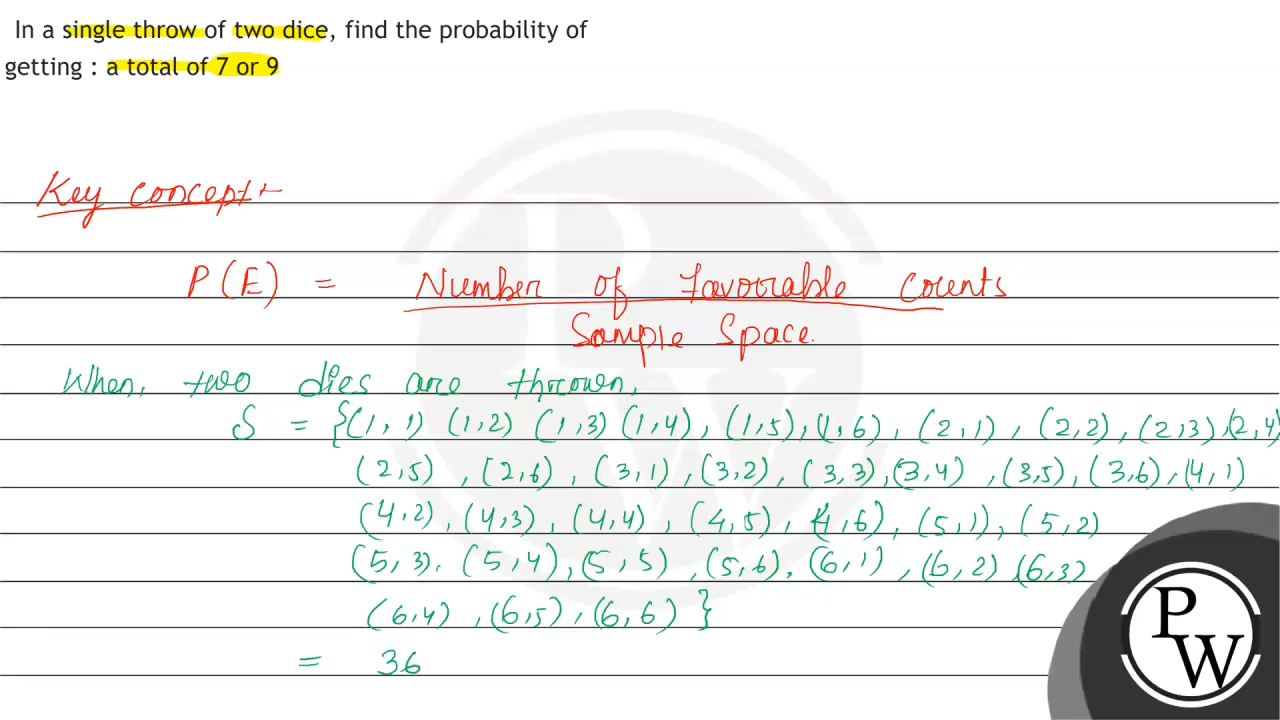 In a single throw of two dice, find the probability of
getting : a total of 7 or 9
Key concept :-
P(E) = Number of favourable counts
Sample Space.
When, two dies are thrown,
S = {(1,1) (1,2) (1,3) (1,4), (1,5), (1,6), (2,1), (2,2), (2,3), (2,4)
(2,5), (2,6), (3,1), (3,2), (3,3), (3,4), (3,5), (3,6), (4,1)
(4,2), (4,3), (4,4), (4,5), (4,6), (5,1), (5,2)
(5,3), (5,4), (5,5), (5,6), (6,1), (6,2) (6,3)
(6,4), (6,5), (6,6) }
= 36
P
W